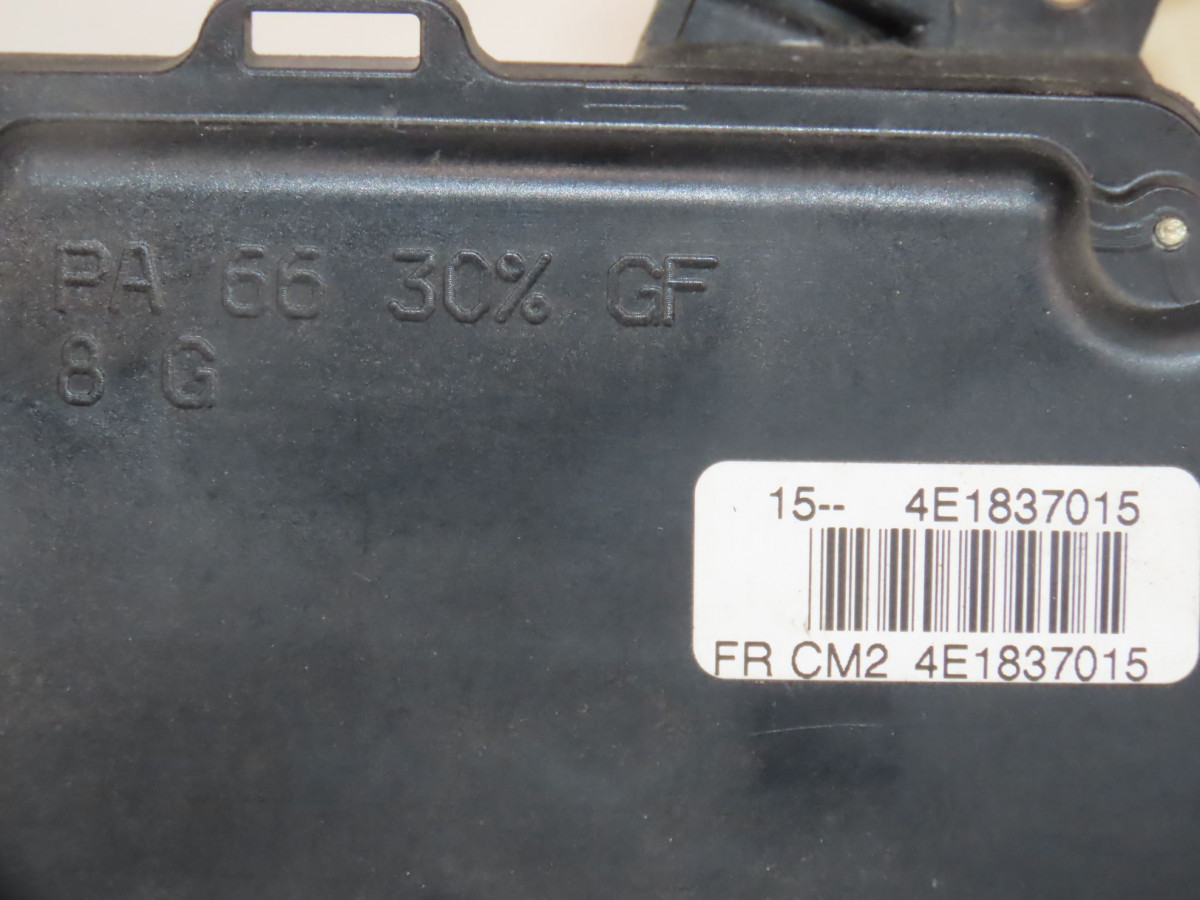 PA 66 30% GF
8 G
15-- 4E1837015
FR CM2 4E1837015